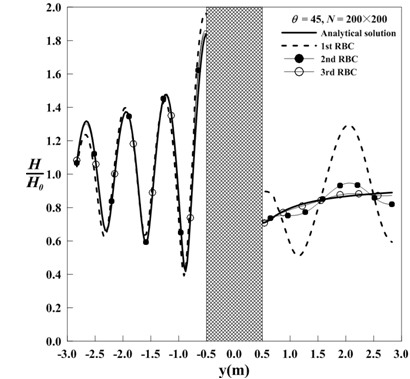 θ = 45, N = 200×200
Analytical solution
1st RBC
2nd RBC
3rd RBC
2.0
1.8
1.6
1.4
1.2
1.0
0.8
0.6
0.4
0.2
0.0
H
H₀
-3.0 -2.5 -2.0 -1.5 -1.0 -0.5 0.0 0.5 1.0 1.5 2.0 2.5 3.0
y(m)